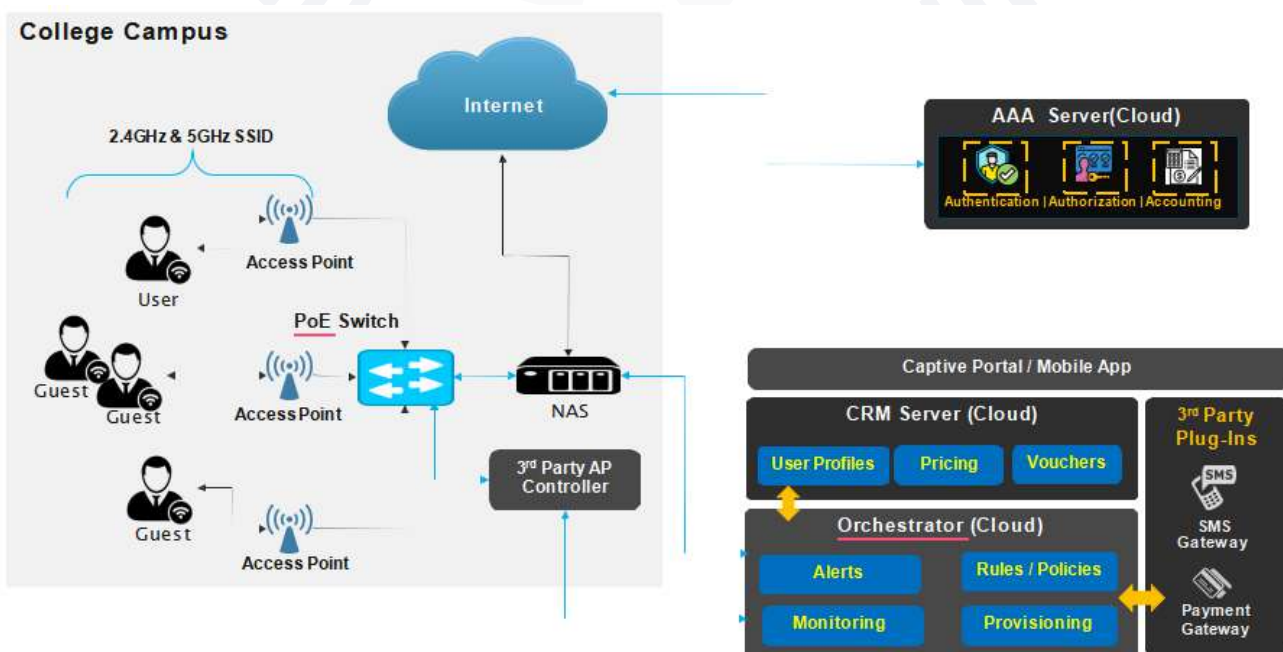 College Campus
Internet
2.4GHz & 5GHz SSID
Access Point
User
PoE Switch
Guest
Guest
Access Point
NAS
3rd Party AP
Controller
Guest
Access Point
AAA Server(Cloud)
Authentication | Authorization | Accounting
Captive Portal / Mobile App
CRM Server (Cloud)
User Profiles
Pricing
Vouchers
Orchestrator (Cloud)
Alerts
Rules / Policies
Monitoring
Provisioning
3rd Party
Plug-Ins
SMS
SMS
Gateway
Payment
Gateway